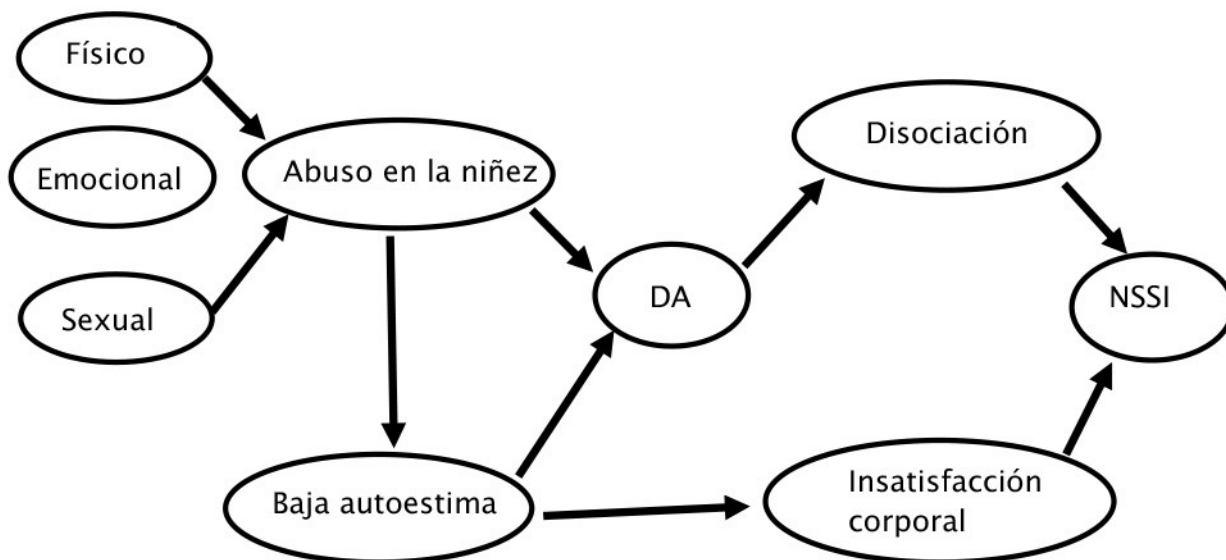 Físico
Emocional
Sexual
Abuso en la niñez
Baja autoestima
DA
Disociación
Insatisfacción
corporal
NSSI